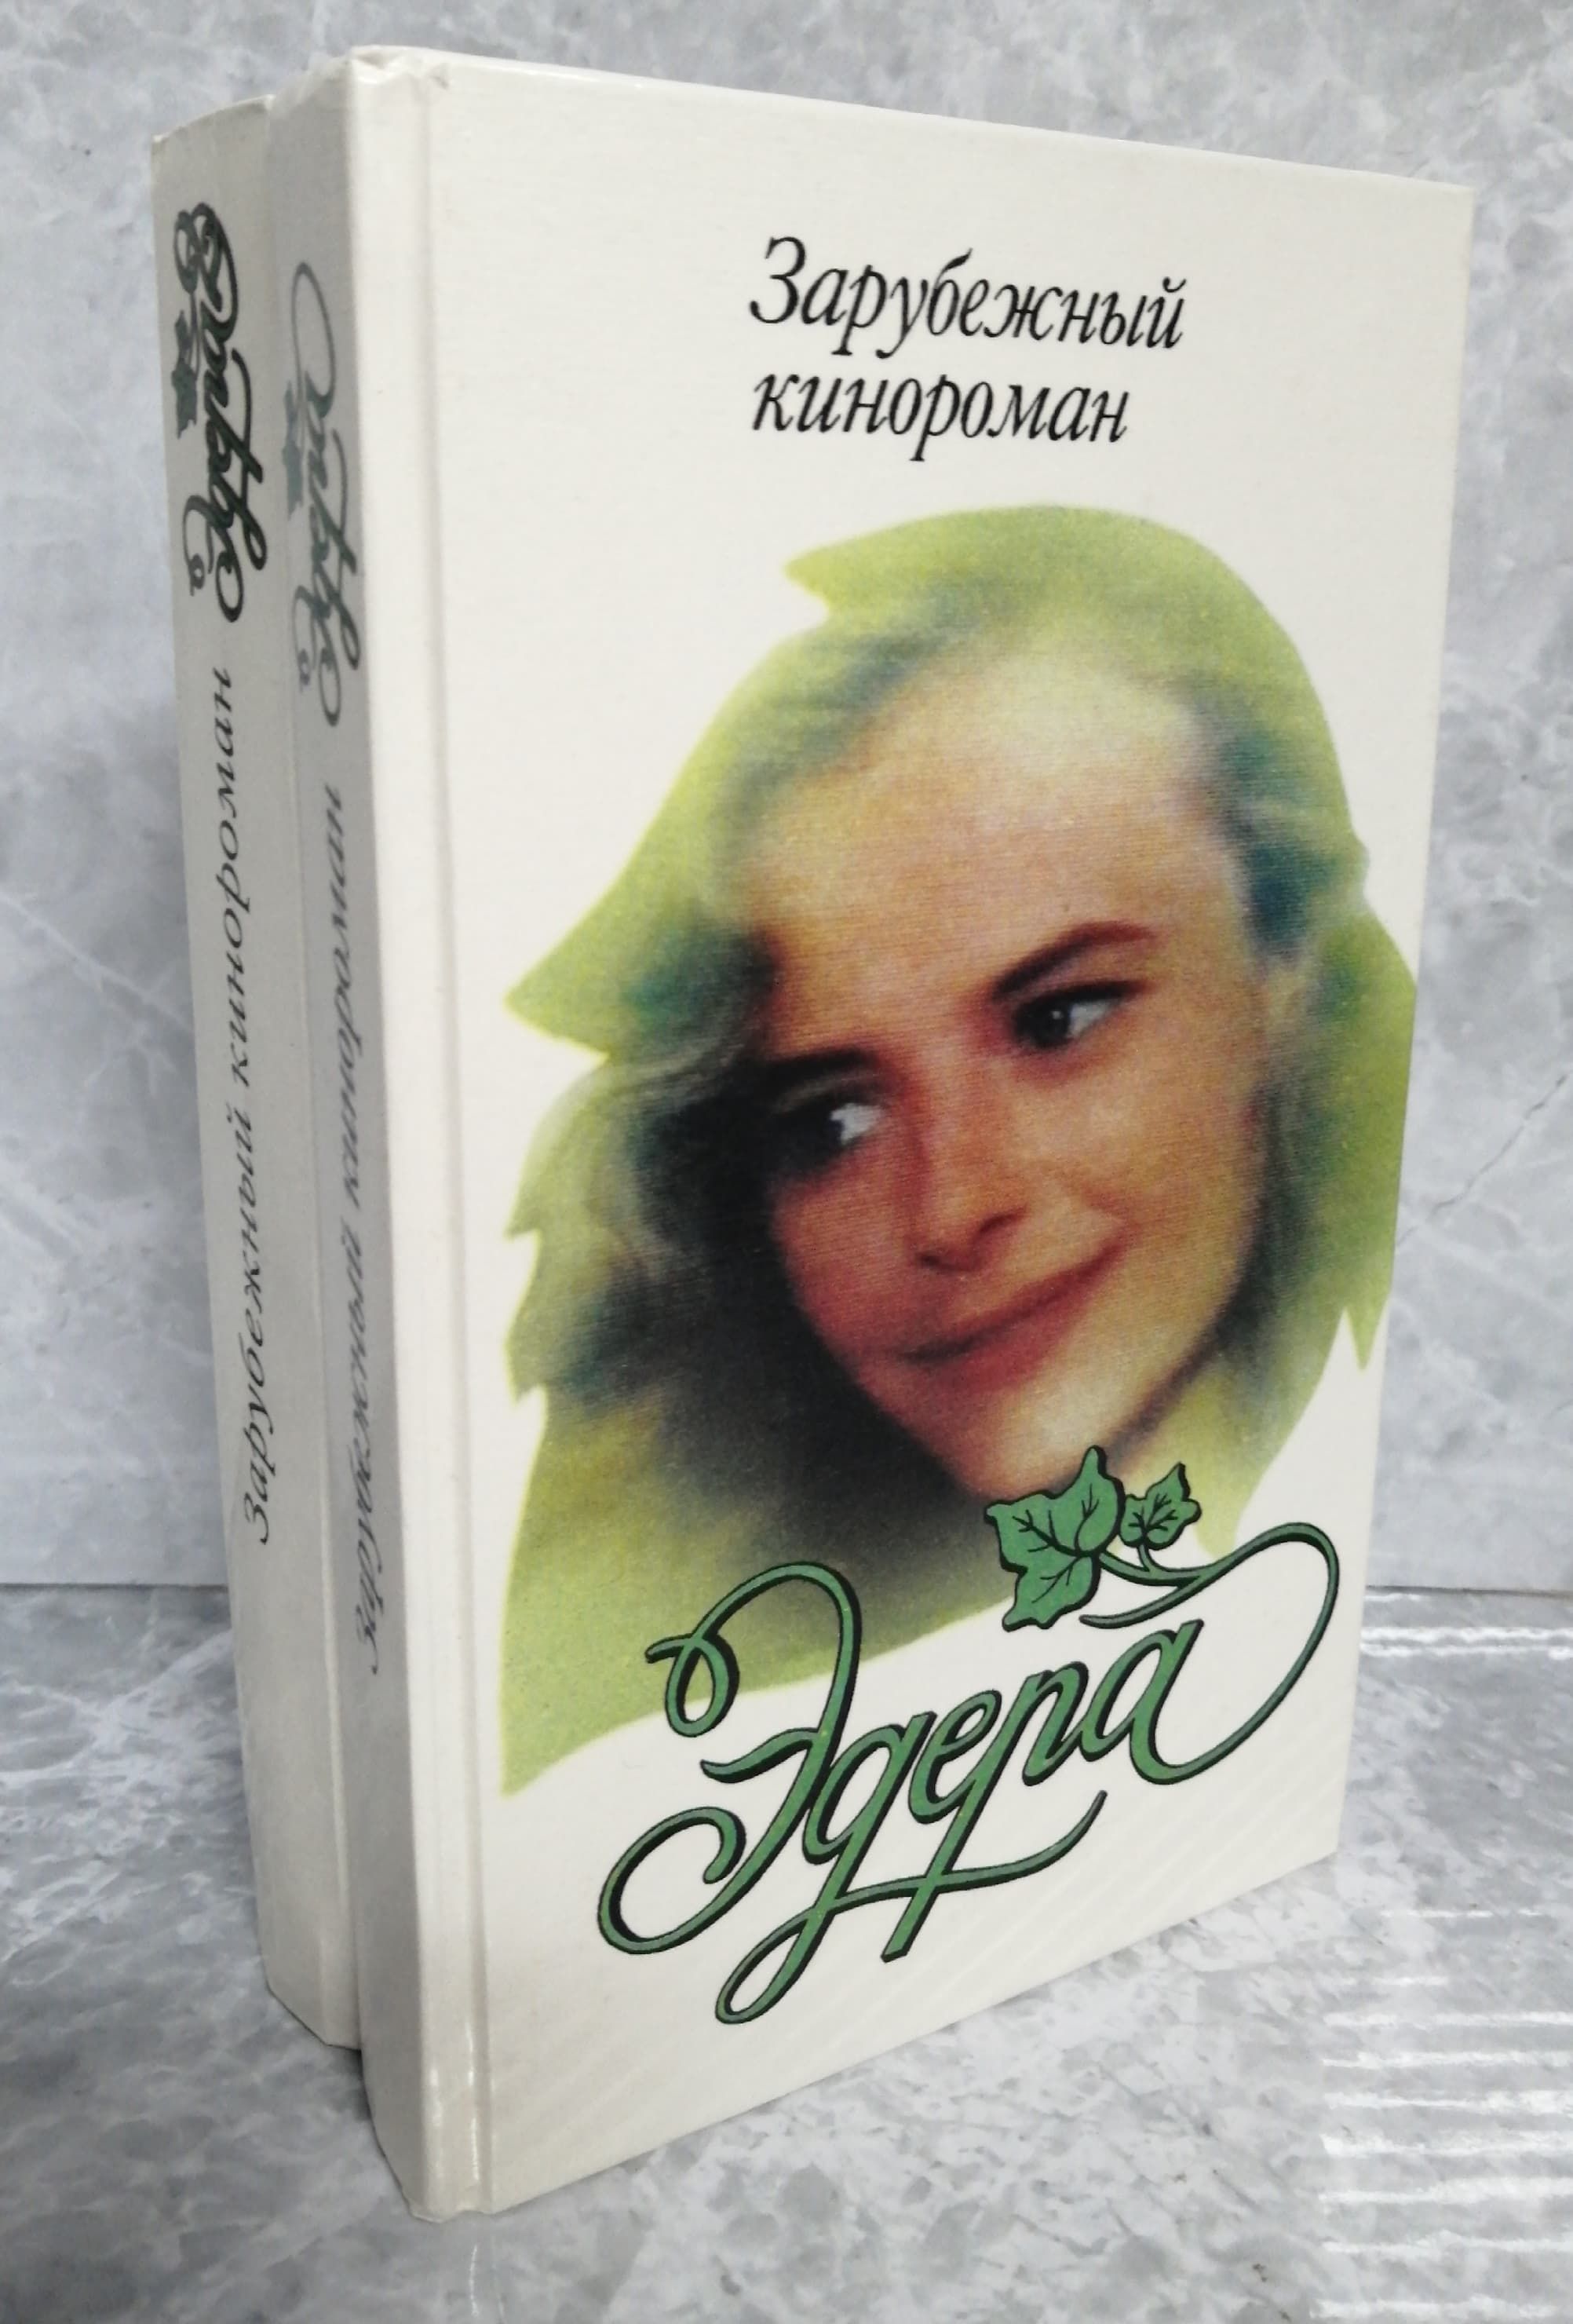 Зарубежный
кинороман
Эдера
Зарубежный кинороман Эдера
Зарубежный кинороман Эдера